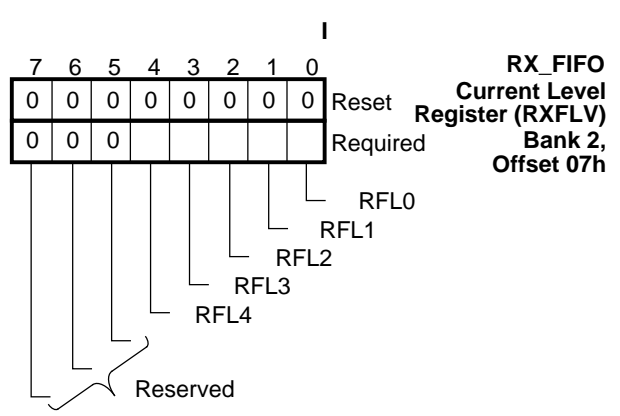 I
7 6 5 4 3 2 1 0
0 0 0 0 0 0 0 0 Reset
0 0 0 Required
RX_FIFO
Current Level
Register (RXFLV)
Bank 2,
Offset 07h
RFL0
RFL1
RFL2
RFL3
RFL4
Reserved